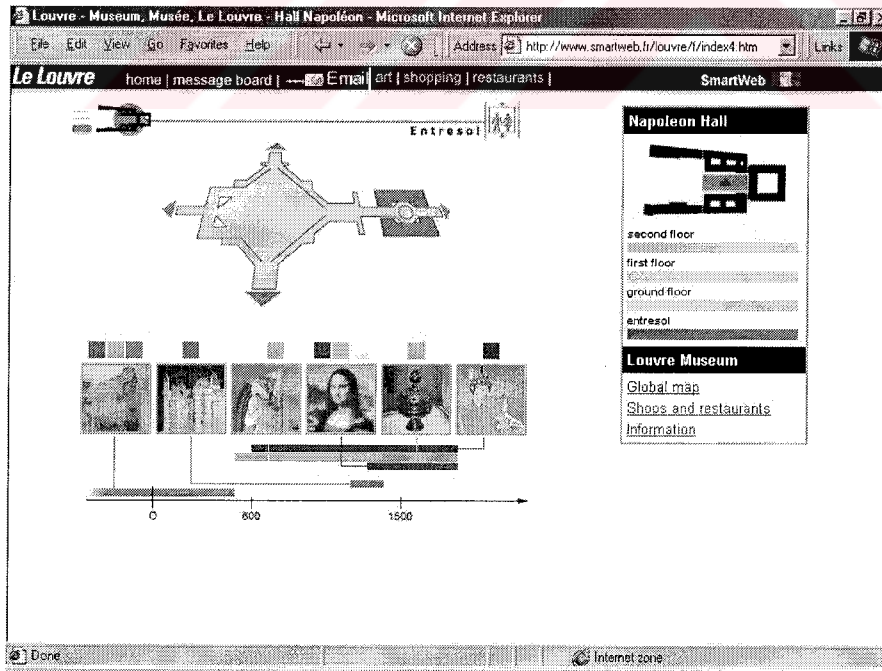 Louvre - Museum, Musée, Le Louvre - Hall Napoléon - Microsoft Internet Explorer
File Edit View Go Favorites Help Address http://www.smartweb.fr/louvre/f/index4.htm Links
Le Louvre home | message board | Email art | shopping | restaurants | SmartWeb
Entresol
Napoleon Hall
second floor
first floor
ground floor
entresol
Louvre Museum
Global map
Shops and restaurants
Information
0 600 1500
Done Internet zone